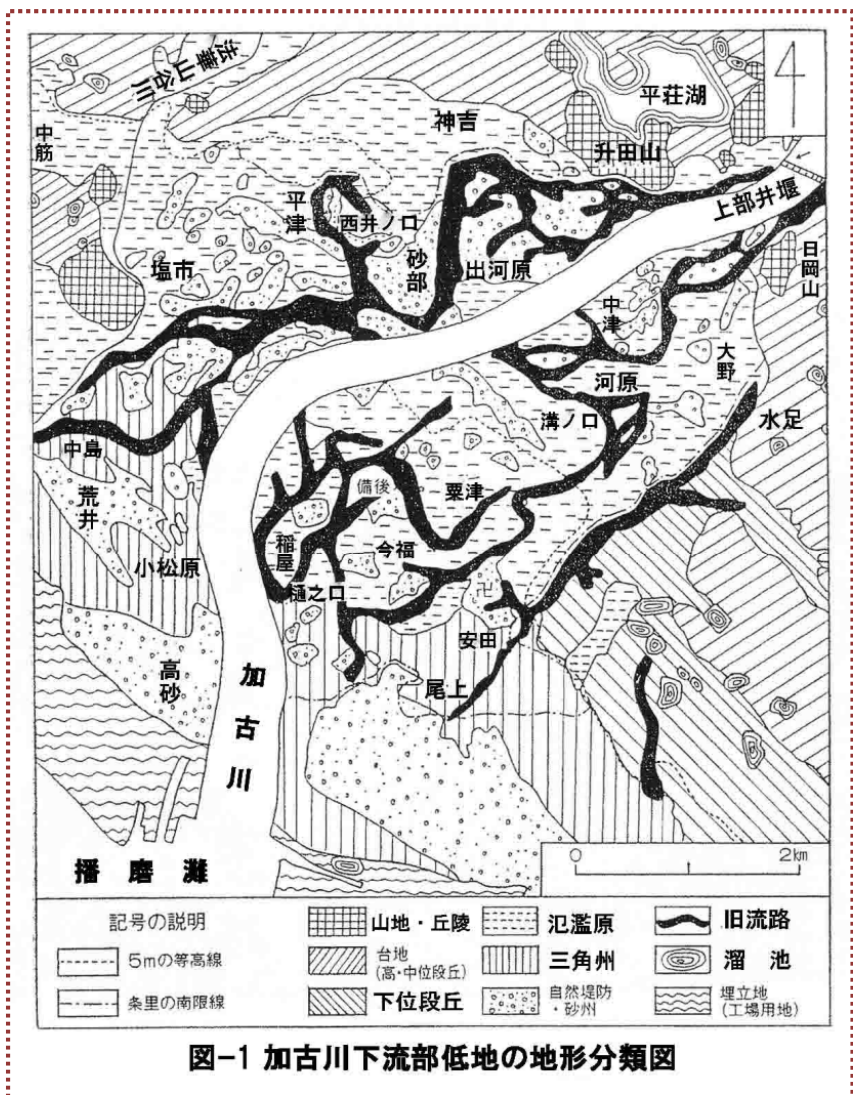 法華山谷川
平荘湖
神吉
中筋
升田山
上部井堰
平津
西井ノ口
砂部
出河原
塩市
日岡山
中津
大野
河原
水足
溝ノ口
中島
備後
粟津
荒井
稲屋
今福
小松原
樋之口
卍
安田
高砂
尾上
加古川
播磨灘
0 2km
記号の説明
5mの等高線
条里の南限線
山地・丘陵
台地
(高・中位段丘)
下位段丘
氾濫原
三角州
自然堤防
・砂州
旧流路
溜池
埋立地
(工場用地)
図-1 加古川下流部低地の地形分類図